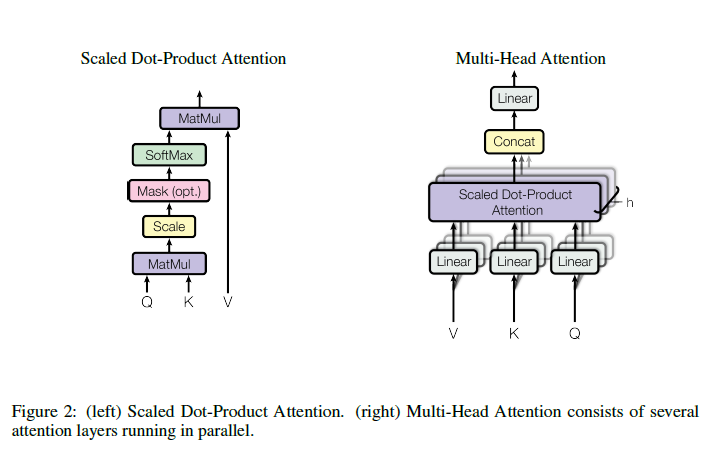 Scaled Dot-Product Attention
MatMul
SoftMax
Mask (opt.)
Scale
MatMul
Q K V
Multi-Head Attention
Linear
Concat
Scaled Dot-Product
Attention
h
Linear Linear Linear
V K Q
Figure 2: (left) Scaled Dot-Product Attention. (right) Multi-Head Attention consists of several
attention layers running in parallel.